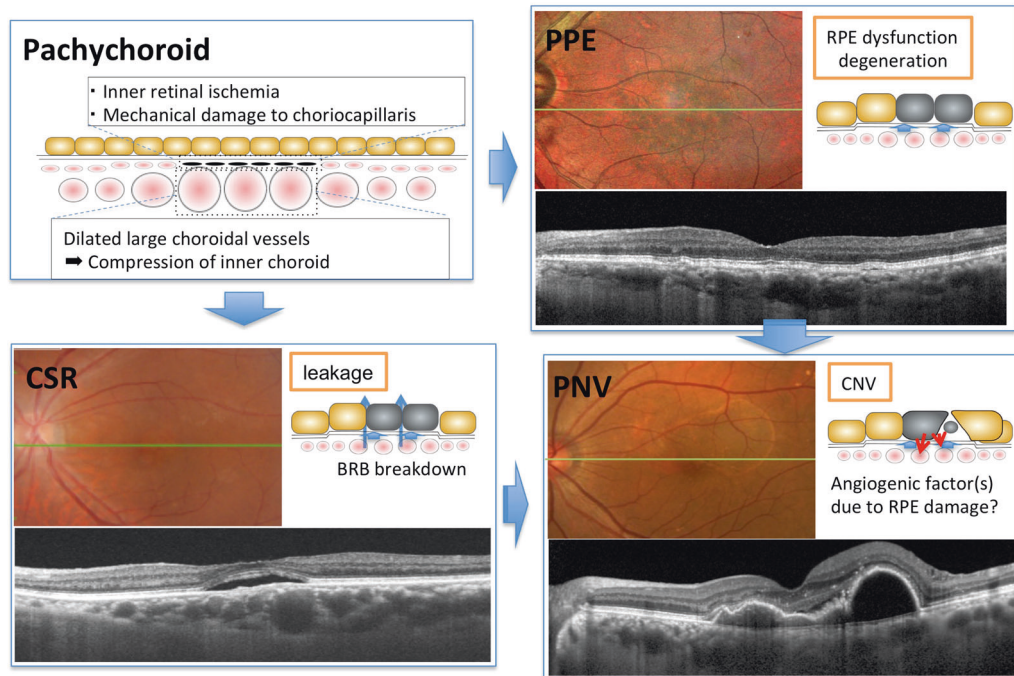 Pachychoroid
・ Inner retinal ischemia
・ Mechanical damage to choriocapillaris
Dilated large choroidal vessels
➡ Compression of inner choroid
PPE
RPE dysfunction
degeneration
CSR
leakage
BRB breakdown
PNV
CNV
Angiogenic factor(s)
due to RPE damage?